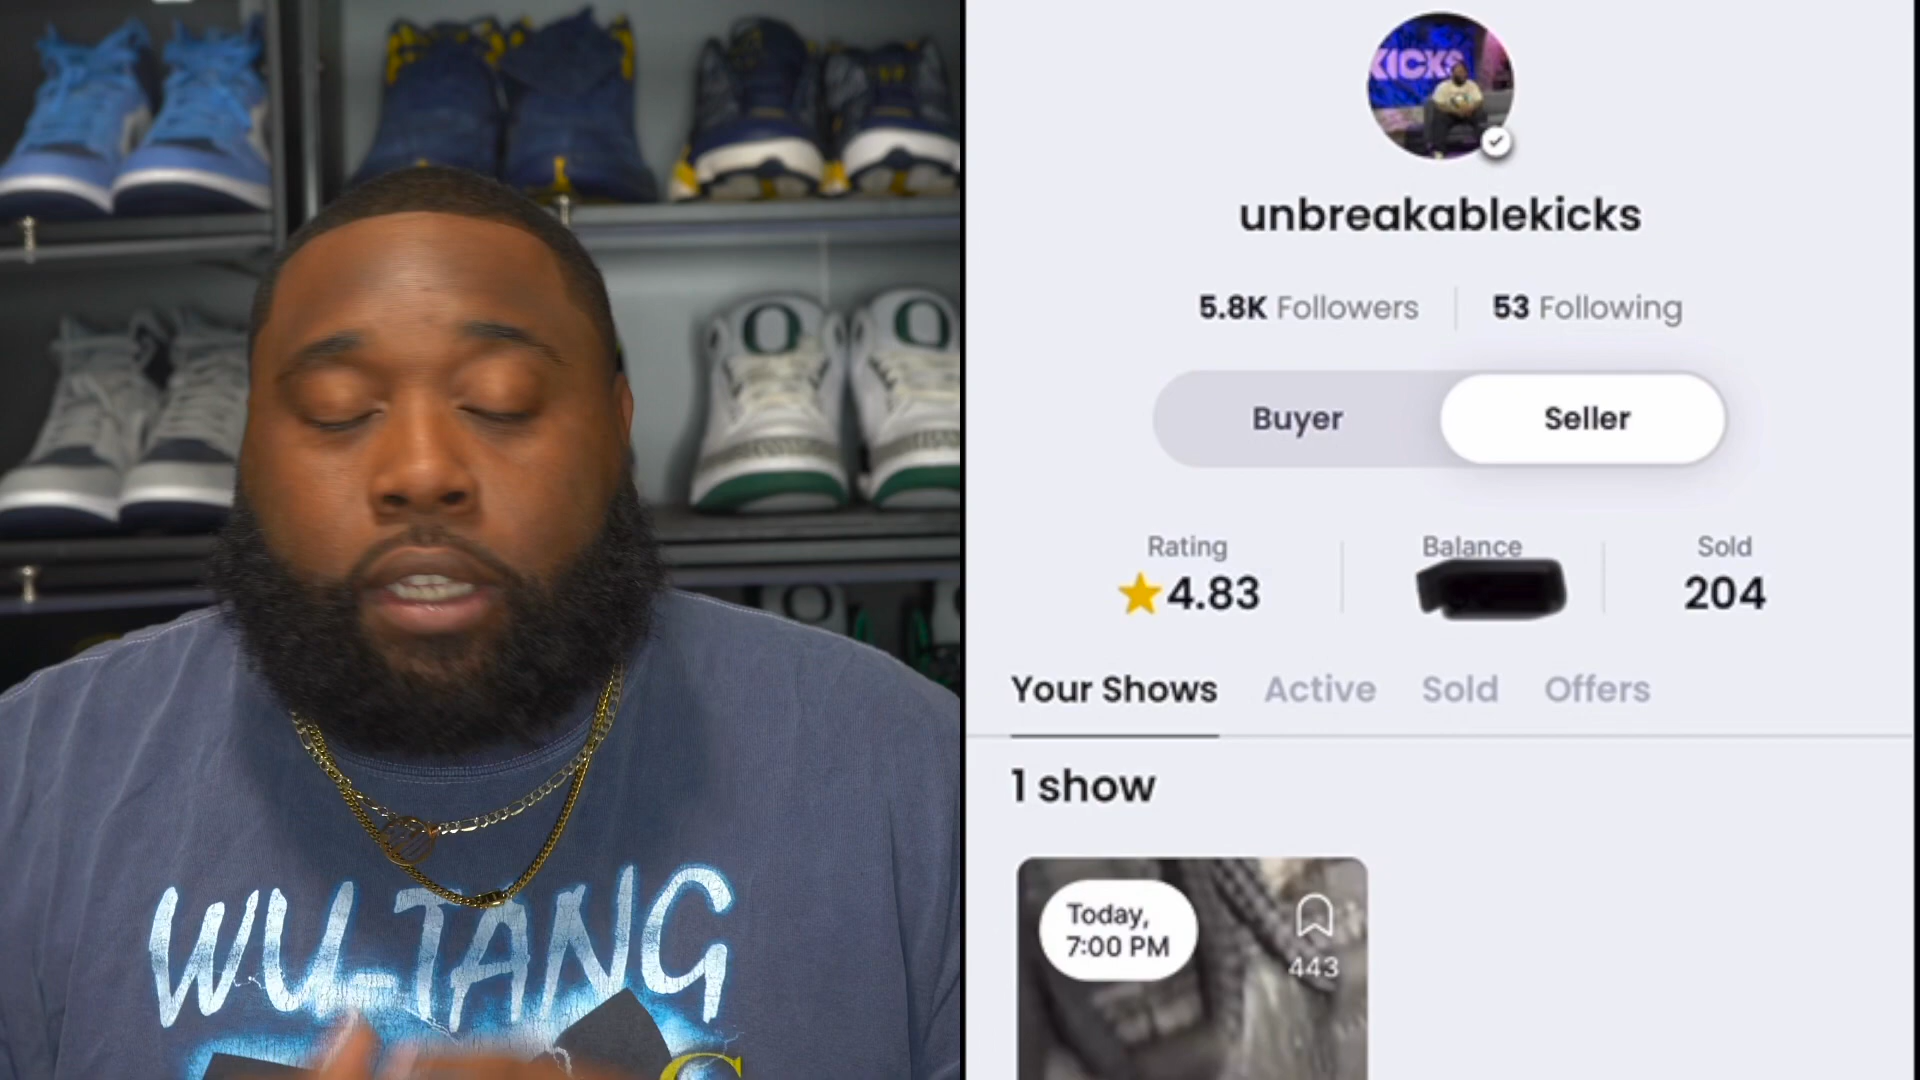 O
O
WU-TANG
KICKS
unbreakablekicks
5.8K Followers
53 Following
Buyer
Seller
Rating
Balance
Sold
4.83
204
Your Shows
Active
Sold
Offers
1 show
Today,
7:00 PM
443